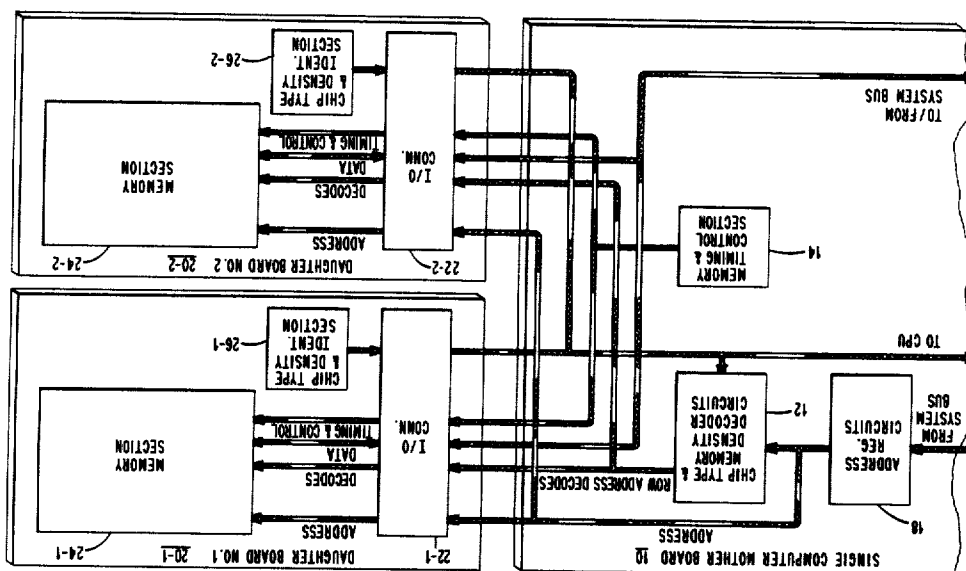 SINGLE COMPUTER MOTHER BOARD 10
18
FROM
SYSTEM
BUS
ADDRESS
REG.
CIRCUITS
ADDRESS
12
CHIP TYPE &
DENSITY
MEMORY
DECODER
CIRCUITS
ROW ADDRESS DECODES
TO CPU
14
MEMORY
TIMING &
CONTROL
SECTION
TO/FROM
SYSTEM BUS
DAUGHTER BOARD NO.1 20-1
22-1
24-1
I/O
CONN.
ADDRESS
DECODES
DATA
TIMING & CONTROL
MEMORY
SECTION
CHIP TYPE
& DENSITY
IDENT.
SECTION
26-1
DAUGHTER BOARD NO.2 20-2
22-2
24-2
I/O
CONN.
ADDRESS
DECODES
DATA
TIMING & CONTROL
MEMORY
SECTION
CHIP TYPE
& DENSITY
IDENT.
SECTION
26-2